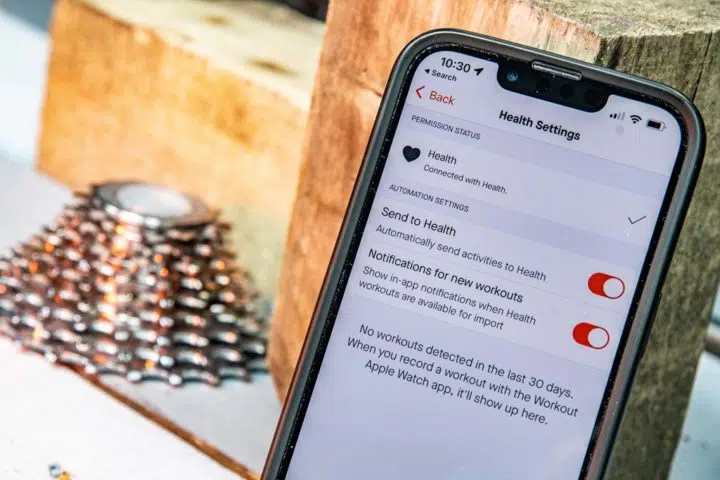 10:30
Search
Back
Health Settings
PERMISSION STATUS
Health
Connected with Health.
AUTOMATION SETTINGS
Send to Health
Automatically send activities to Health
Notifications for new workouts
Show in-app notifications when Health
workouts are available for import
No workouts detected in the last 30 days.
When you record a workout with the Workout
Apple Watch app, it'll show up here.